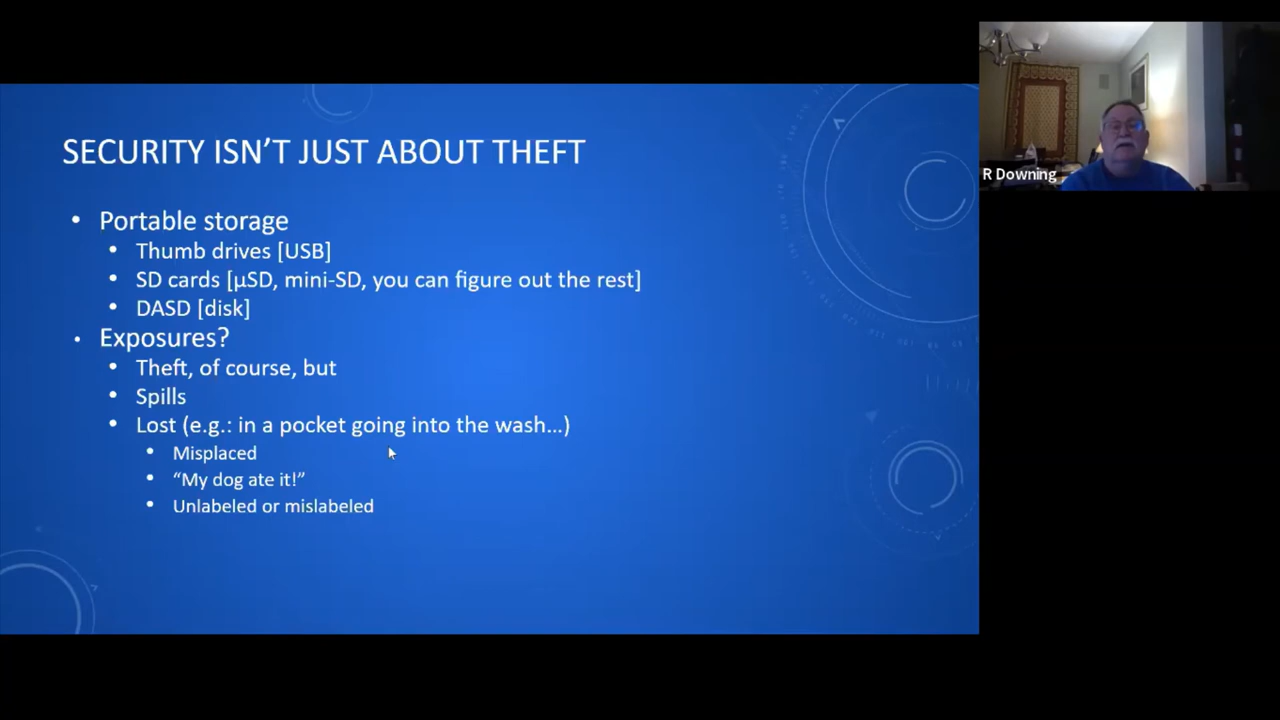 SECURITY ISN'T JUST ABOUT THEFT
• Portable storage
• Thumb drives [USB]
• SD cards [μSD, mini-SD, you can figure out the rest]
• DASD [disk]
• Exposures?
• Theft, of course, but
• Spills
• Lost (e.g.: in a pocket going into the wash…)
• Misplaced
• “My dog ate it!”
• Unlabeled or mislabeled
R Downing